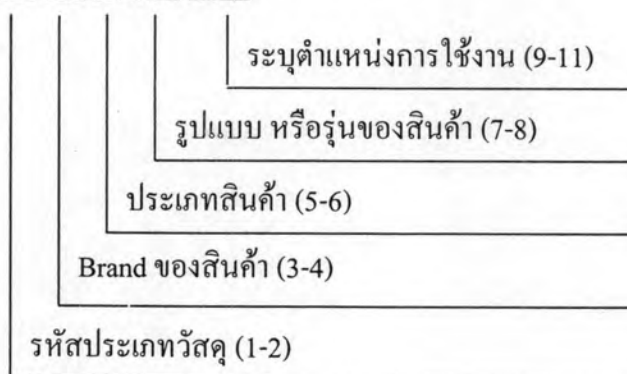 ระบุตำแหน่งการใช้งาน (9-11)
รูปแบบ หรือรุ่นของสินค้า (7-8)
ประเภทสินค้า (5-6)
Brand ของสินค้า (3-4)
รหัสประเภทวัสดุ (1-2)